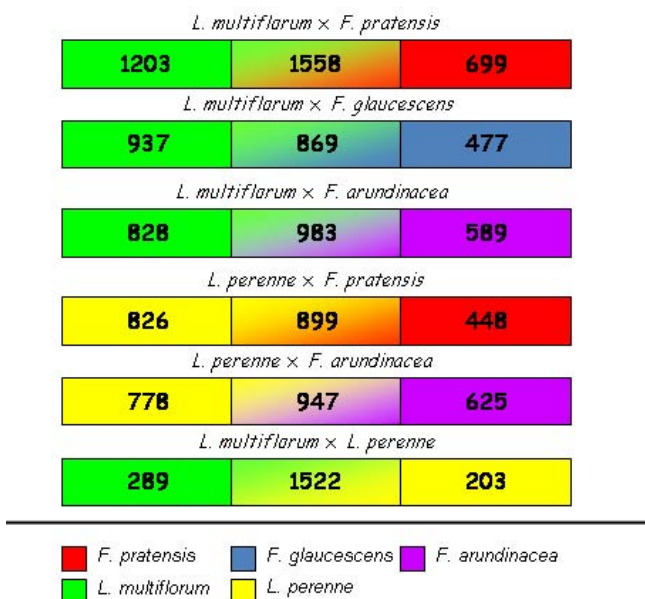 L. multiflorum × F. pratensis
1203 1558 699
L. multiflorum × F. glaucescens
937 869 477
L. multiflorum × F. arundinacea
828 983 589
L. perenne × F. pratensis
826 899 448
L. perenne × F. arundinacea
778 947 625
L. multiflorum × L. perenne
289 1522 203
F. pratensis F. glaucescens F. arundinacea
L. multiflorum L. perenne